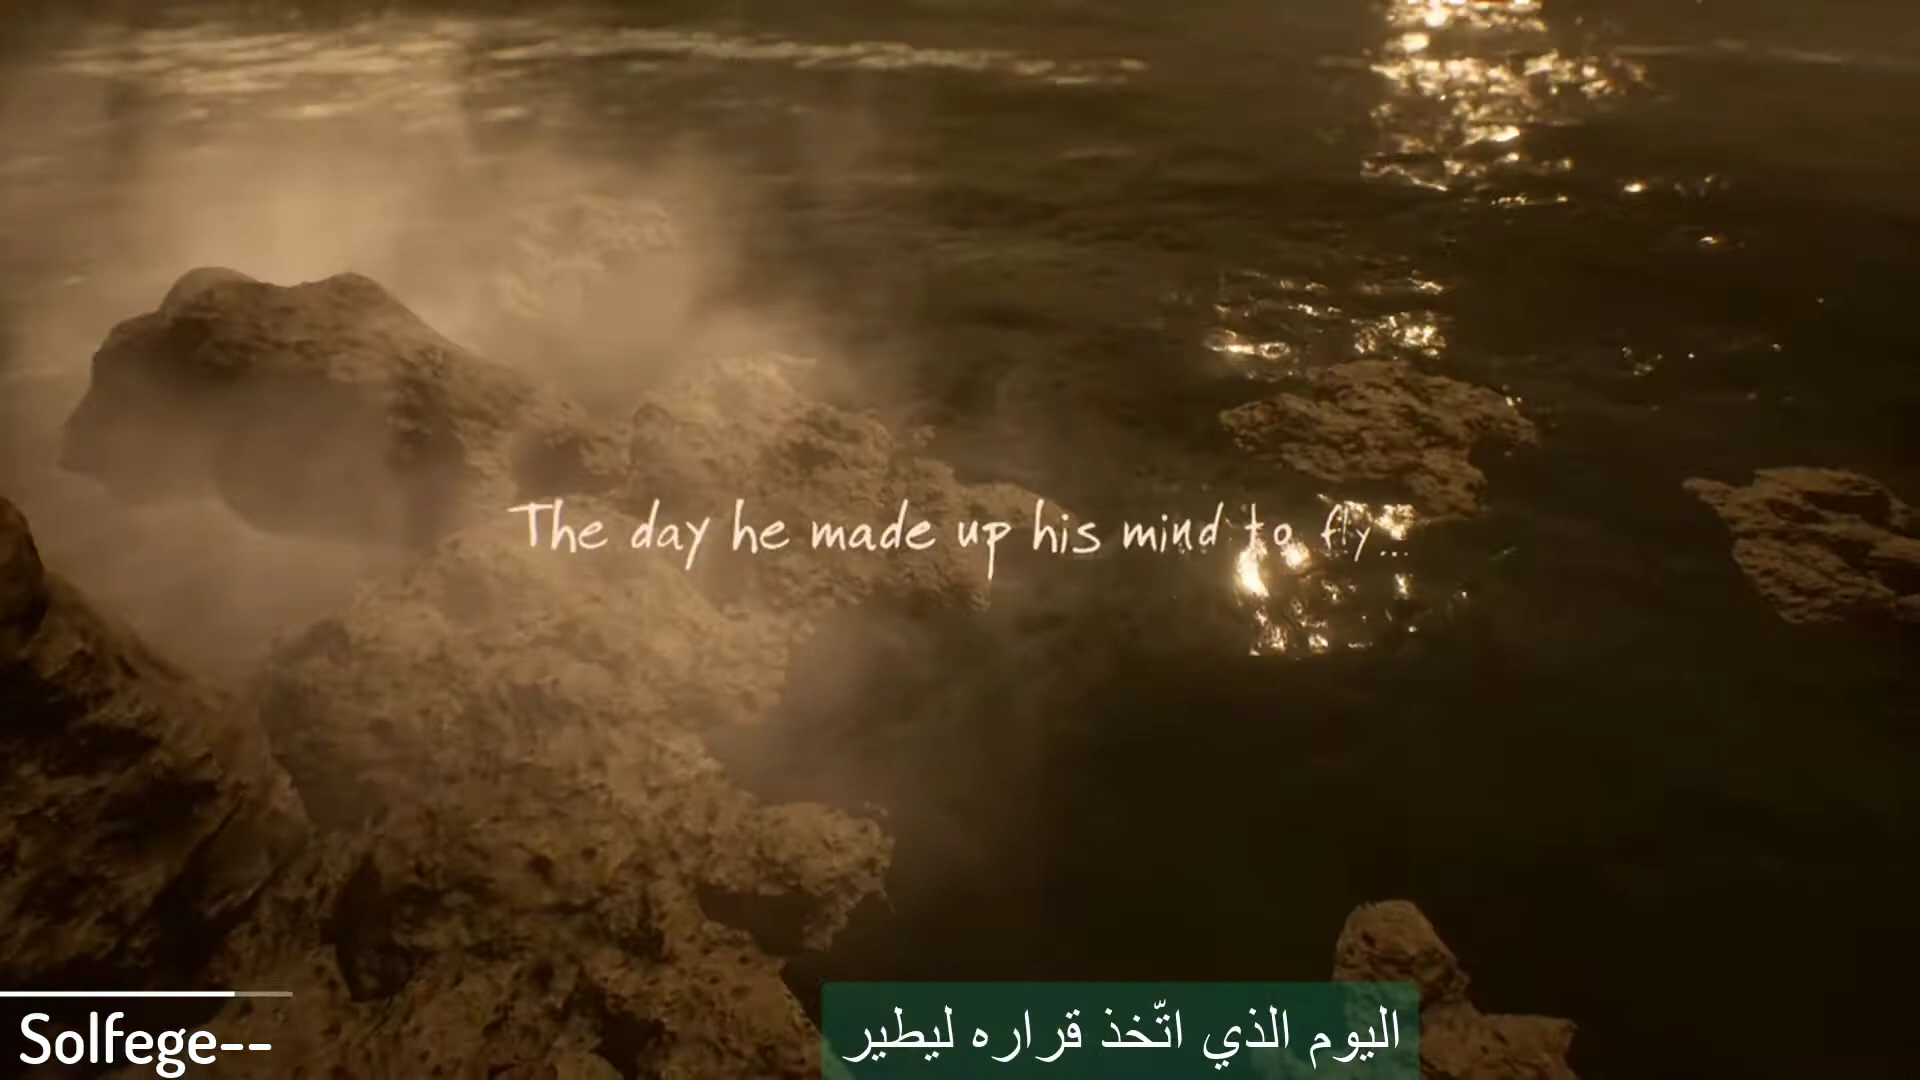 The day he made up his mind to fly...
اليوم الذي اتّخذ قراره ليطير
Solfege--